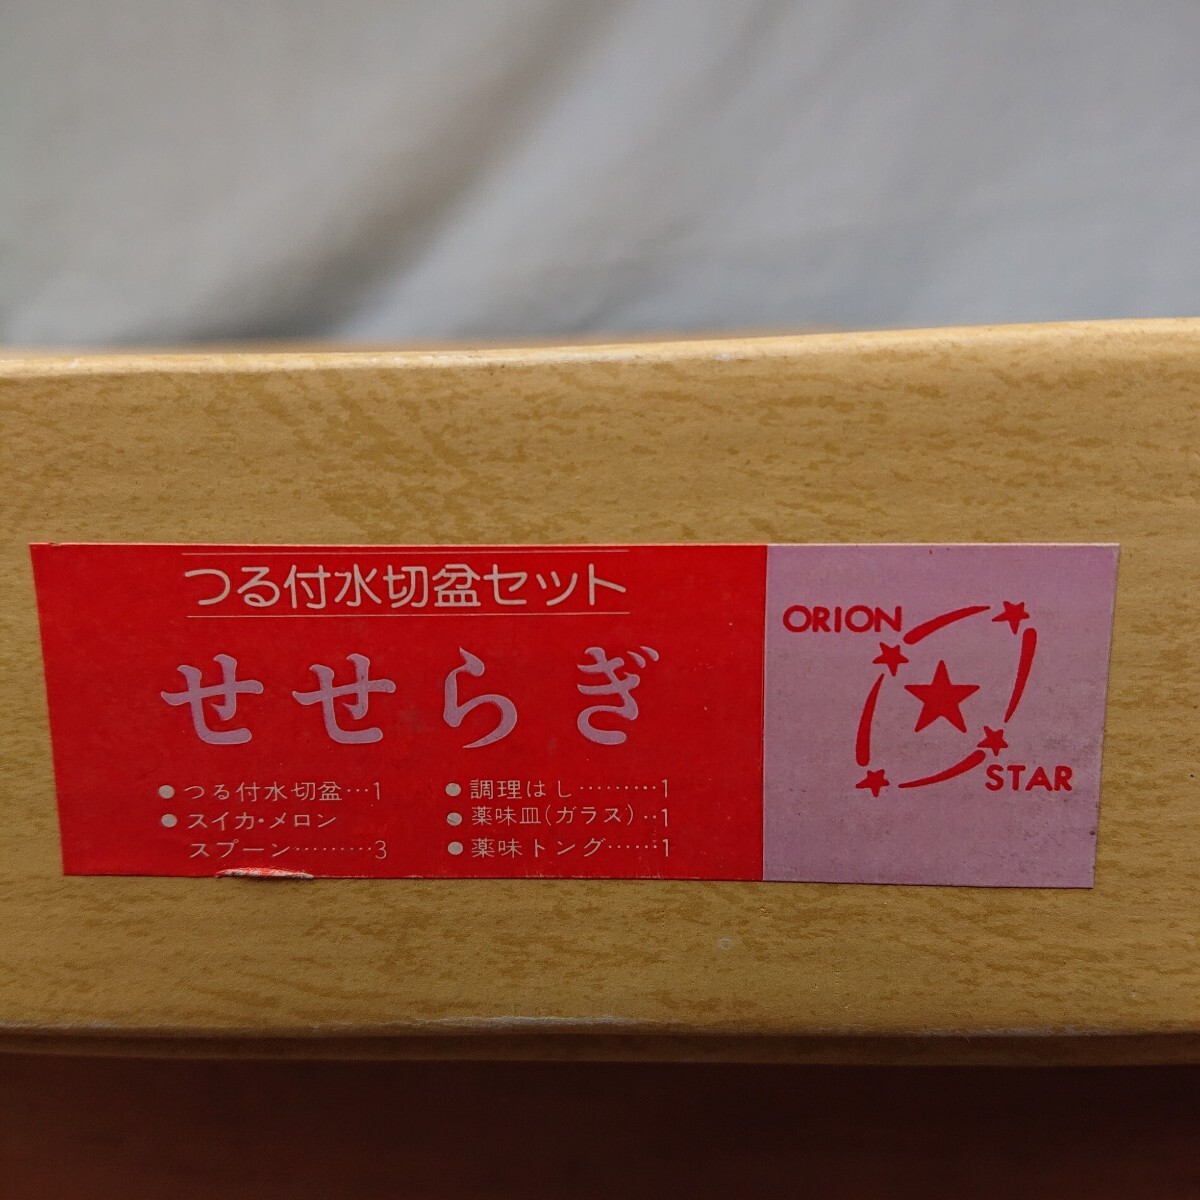 つる付水切盆セット
せせらぎ
●つる付水切盆…1
●スイカ・メロン
スプーン………3
●調理はし………1
●薬味皿(ガラス)‥1
●薬味トング……1
ORION
STAR